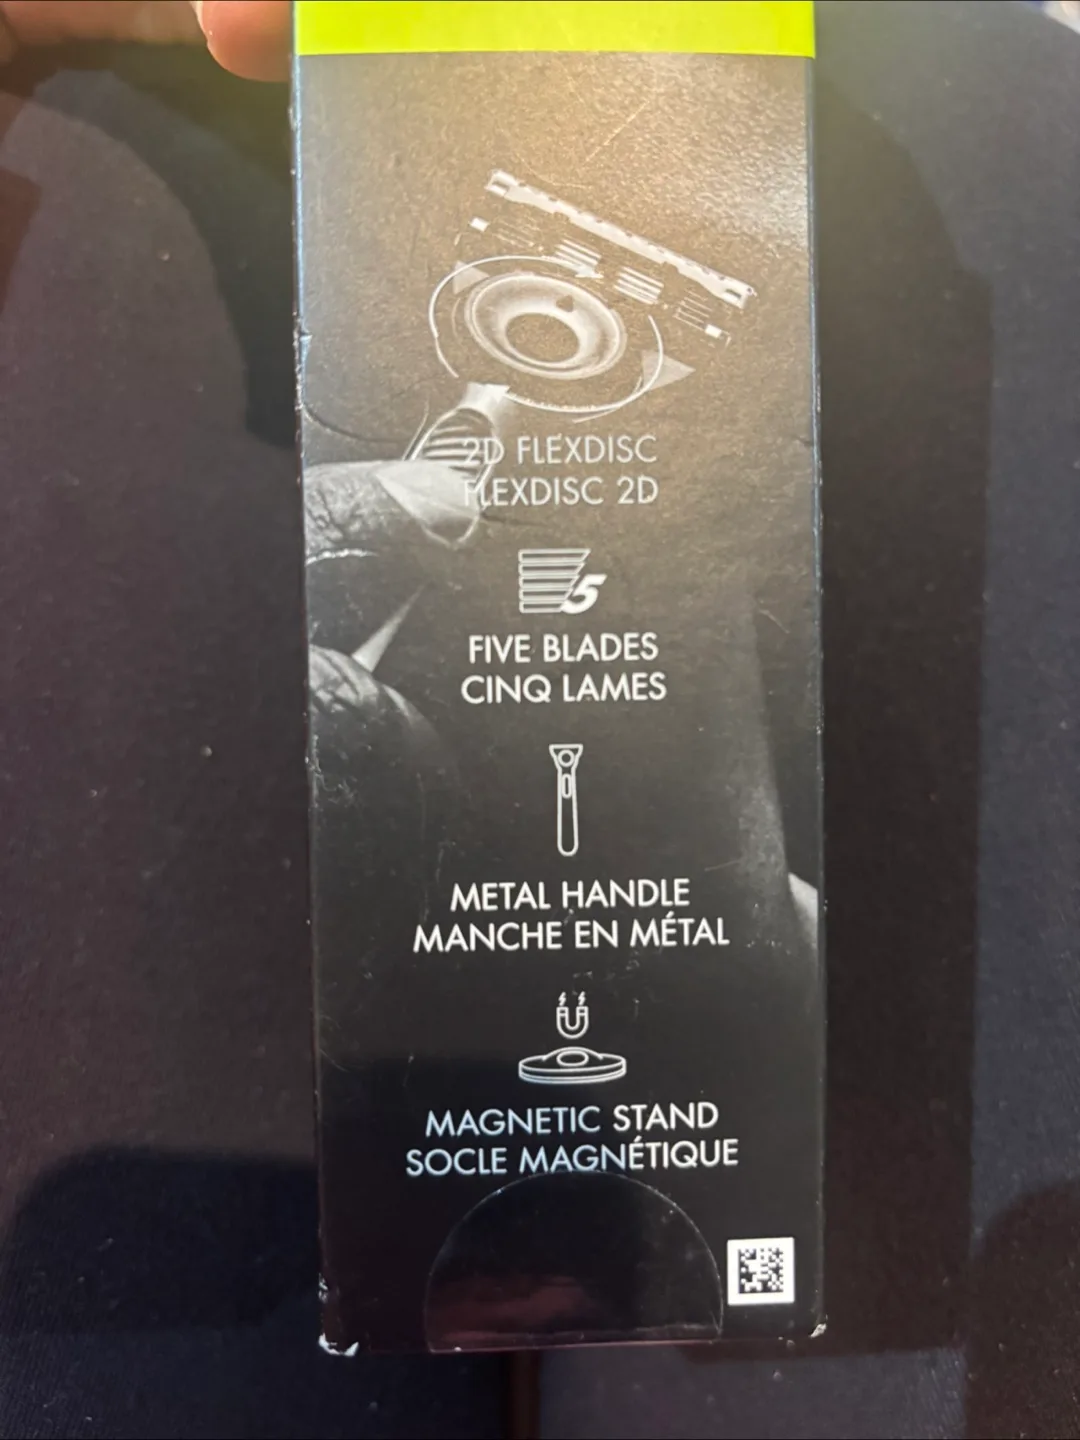 2D FLEXDISC
FLEXDISC 2D
5
FIVE BLADES
CINQ LAMES
METAL HANDLE
MANCHE EN MÉTAL
MAGNETIC STAND
SOCLE MAGNÉTIQUE